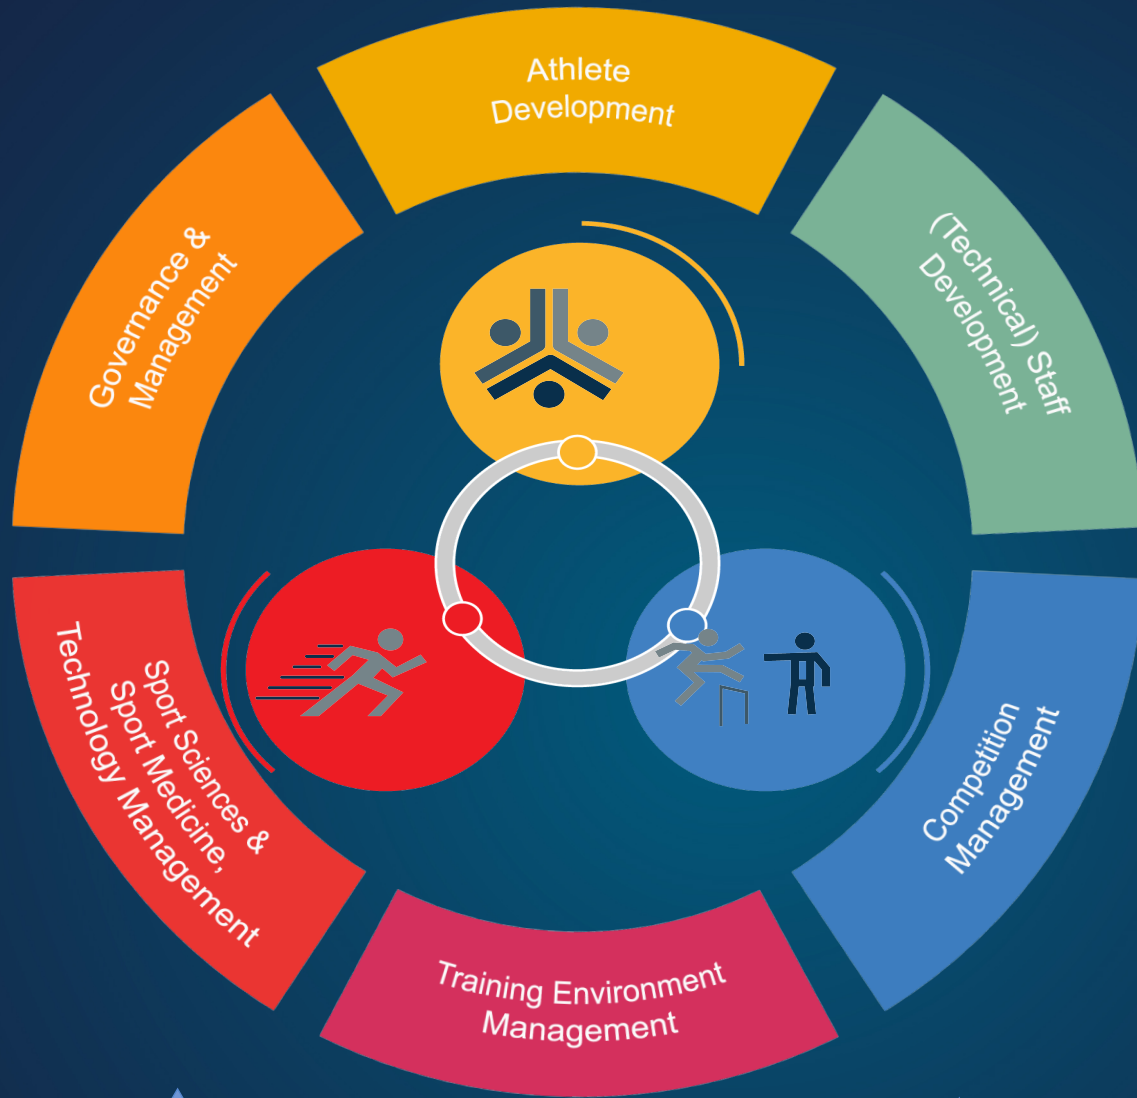 Athlete
Development
(Technical) Staff
Development
Competition
Management
Training Environment
Management
Sport Sciences &
Sport Medicine,
Technology Management
Governance &
Management